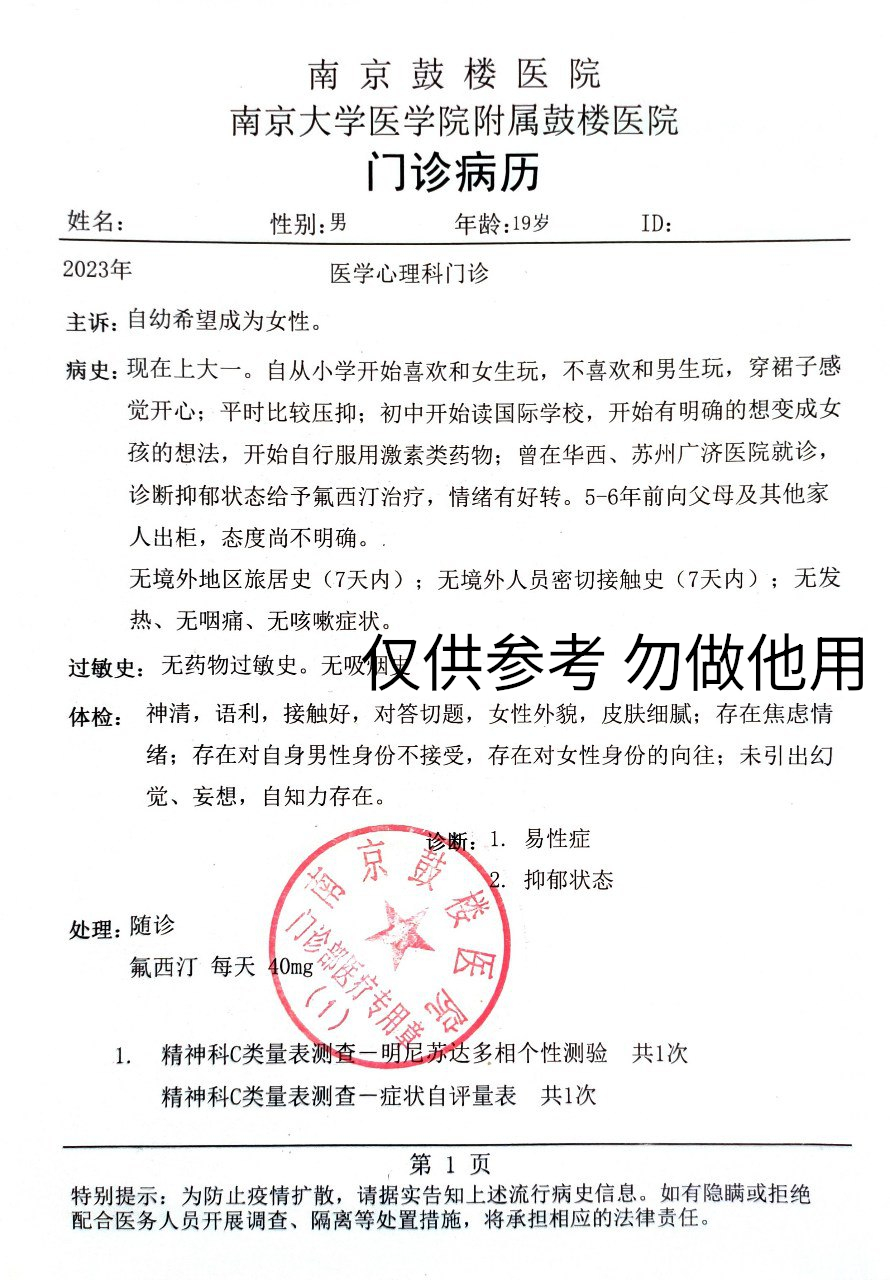 南京鼓楼医院
南京大学医学院附属鼓楼医院
门诊病历
姓名： 性别：男 年龄：19岁 ID：
2023年 医学心理科门诊
主诉：自幼希望成为女性。
病史：现在上大一。自从小学开始喜欢和女生玩，不喜欢和男生玩，穿裙子感
觉开心；平时比较压抑；初中开始读国际学校，开始有明确的想变成女
孩的想法，开始自行服用激素类药物；曾在华西、苏州广济医院就诊，
诊断抑郁状态给予氟西汀治疗，情绪有好转。5-6年前向父母及其他家
人出柜，态度尚不明确。
无境外地区旅居史（7天内）；无境外人员密切接触史（7天内）；无发
热、无咽痛、无咳嗽症状。
仅供参考 勿做他用
过敏史：无药物过敏史。无吸烟史
体检：神清，语利，接触好，对答切题，女性外貌，皮肤细腻；存在焦虑情
绪；存在对自身男性身份不接受，存在对女性身份的向往；未引出幻
觉、妄想，自知力存在。
诊断：1. 易性症
2. 抑郁状态
南京鼓楼医院
门诊部医疗专用章
（1）
处理：随诊
氟西汀 每天 40mg
1. 精神科C类量表测查－明尼苏达多相个性测验 共1次
精神科C类量表测查－症状自评量表 共1次
第 1 页
特别提示：为防止疫情扩散，请据实告知上述流行病史信息。如有隐瞒或拒绝
配合医务人员开展调查、隔离等处置措施，将承担相应的法律责任。